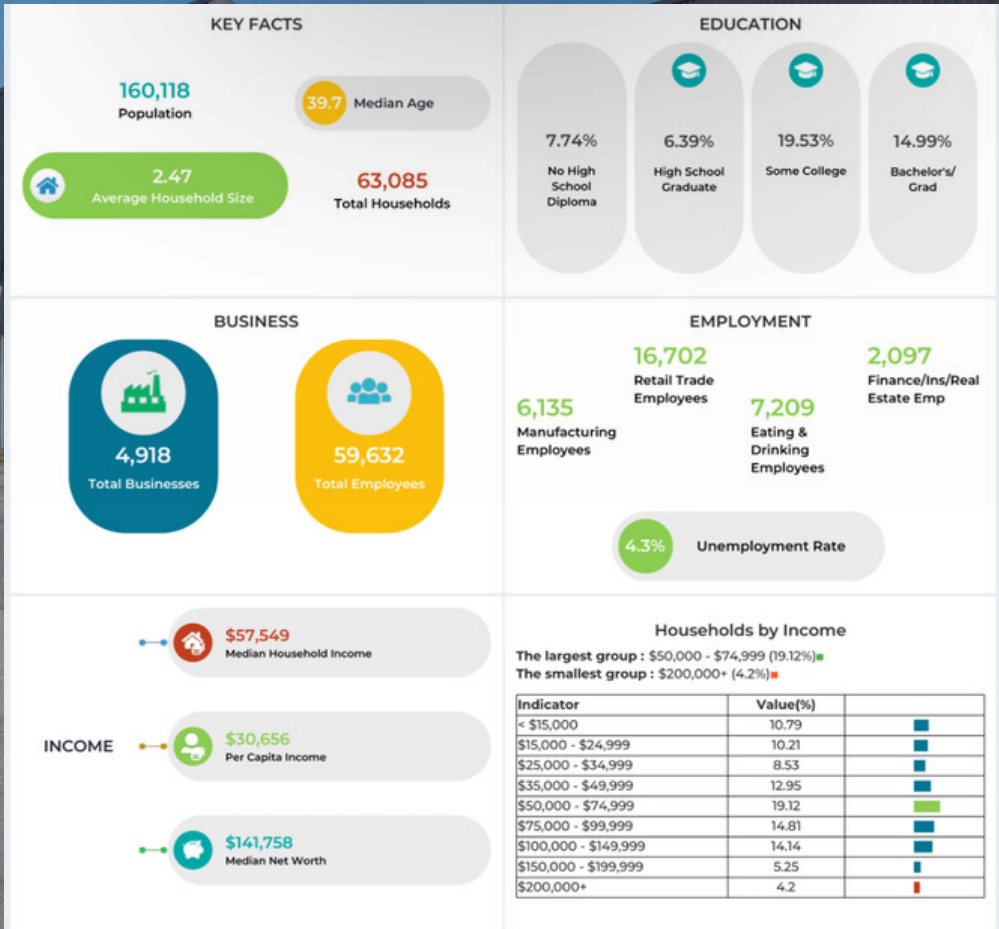 KEY FACTS
160,118
Population
39.7 Median Age
2.47
Average Household Size
63,085
Total Households
EDUCATION
7.74%
No High
School
Diploma
6.39%
High School
Graduate
19.53%
Some College
14.99%
Bachelor's/
Grad
BUSINESS
4,918
Total Businesses
59,632
Total Employees
EMPLOYMENT
6,135
Manufacturing
Employees
16,702
Retail Trade
Employees
7,209
Eating &
Drinking
Employees
2,097
Finance/Ins/Real
Estate Emp
4.3% Unemployment Rate
INCOME
$57,549
Median Household Income
$30,656
Per Capita Income
$141,758
Median Net Worth
Households by Income
The largest group : $50,000 - $74,999 (19.12%)
The smallest group : $200,000+ (4.2%)
Indicator Value(%)
< $15,000 10.79
$15,000 - $24,999 10.21
$25,000 - $34,999 8.53
$35,000 - $49,999 12.95
$50,000 - $74,999 19.12
$75,000 - $99,999 14.81
$100,000 - $149,999 14.14
$150,000 - $199,999 5.25
$200,000+ 4.2